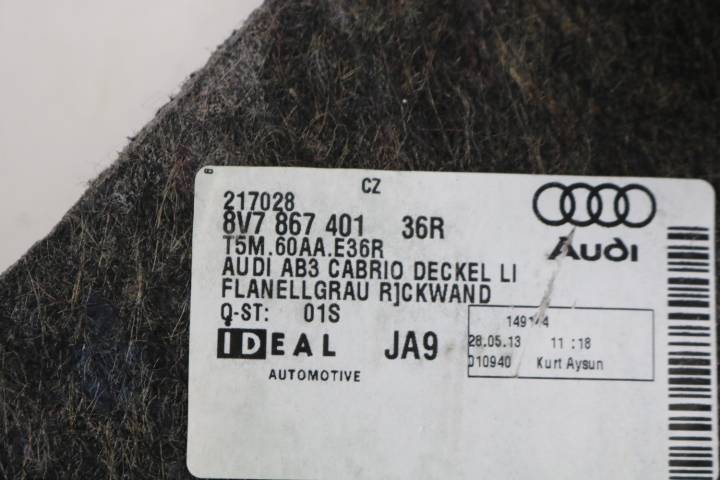 CZ
217028
8V7 867 401 36R
T5M.60AA.E36R
AUDI AB3 CABRIO DECKEL LI
FLANELLGRAU R]CKWAND
Q-ST: 01S
IDEAL JA9
AUTOMOTIVE
Audi
28.05.13 11:18
010940 Kurt Aysun